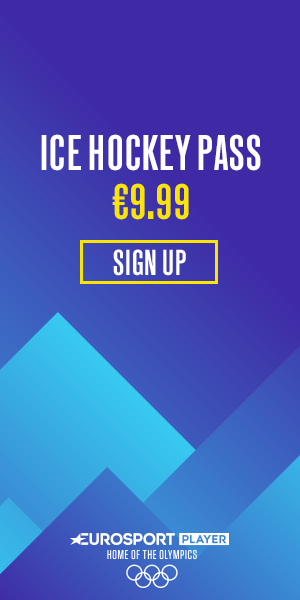 ICE HOCKEY PASS
€9.99
SIGN UP
EUROSPORT PLAYER
HOME OF THE OLYMPICS